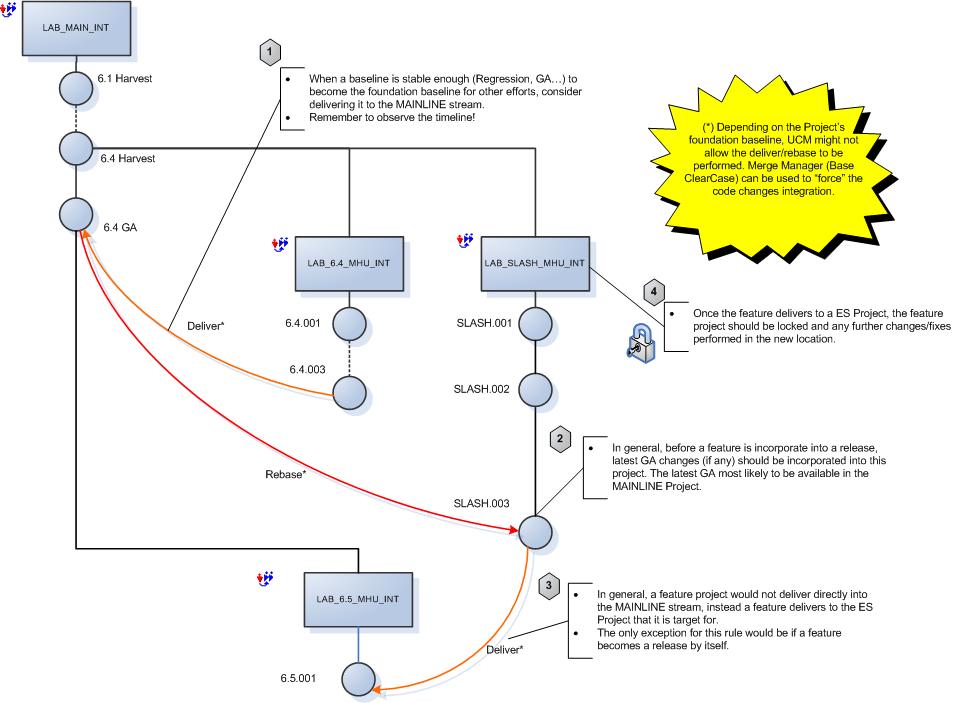 LAB_MAIN_INT
6.1 Harvest
1
• When a baseline is stable enough (Regression, GA...) to
become the foundation baseline for other efforts, consider
delivering it to the MAINLINE stream.
• Remember to observe the timeline!
(*) Depending on the Project's
foundation baseline, UCM might not
allow the deliver/rebase to be
performed. Merge Manager (Base
ClearCase) can be used to "force" the
code changes integration.
6.4 Harvest
6.4 GA
LAB_6.4_MHU_INT
LAB_SLASH_MHU_INT
4
• Once the feature delivers to a ES Project, the feature
project should be locked and any further changes/fixes
performed in the new location.
Deliver*
6.4.001
SLASH.001
6.4.003
SLASH.002
2
• In general, before a feature is incorporate into a release,
latest GA changes (if any) should be incorporated into this
project. The latest GA most likely to be available in the
MAINLINE Project.
Rebase*
SLASH.003
LAB_6.5_MHU_INT
3
• In general, a feature project would not deliver directly into
the MAINLINE stream, instead a feature delivers to the ES
Project that it is target for.
• The only exception for this rule would be if a feature
becomes a release by itself.
Deliver*
6.5.001